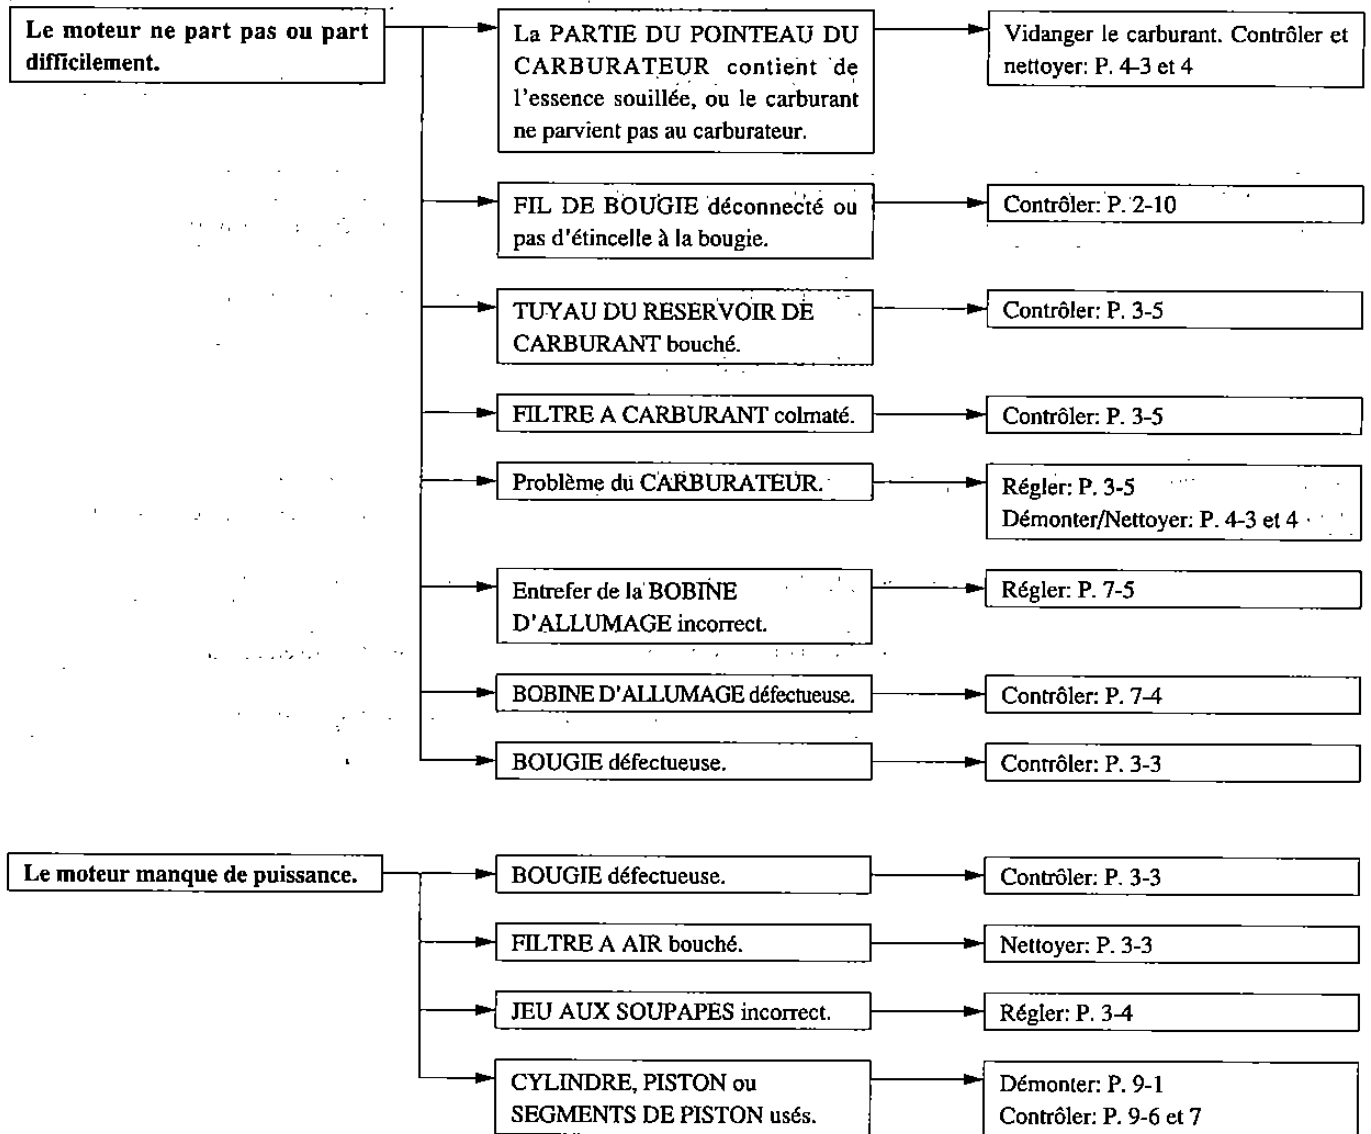 Le moteur ne part pas ou part
difficilement.
La PARTIE DU POINTEAU DU
CARBURATEUR contient de
l'essence souillée, ou le carburant
ne parvient pas au carburateur.
Vidanger le carburant. Contrôler et
nettoyer: P. 4-3 et 4
FIL DE BOUGIE déconnecté ou
pas d'étincelle à la bougie.
Contrôler: P. 2-10
TUYAU DU RESERVOIR DE
CARBURANT bouché.
Contrôler: P. 3-5
FILTRE A CARBURANT colmaté.
Contrôler: P. 3-5
Problème du CARBURATEUR.
Régler: P. 3-5
Démonter/Nettoyer: P. 4-3 et 4
Entrefer de la BOBINE
D'ALLUMAGE incorrect.
Régler: P. 7-5
BOBINE D'ALLUMAGE défectueuse.
Contrôler: P. 7-4
BOUGIE défectueuse.
Contrôler: P. 3-3
Le moteur manque de puissance.
BOUGIE défectueuse.
Contrôler: P. 3-3
FILTRE A AIR bouché.
Nettoyer: P. 3-3
JEU AUX SOUPAPES incorrect.
Régler: P. 3-4
CYLINDRE, PISTON ou
SEGMENTS DE PISTON usés.
Démonter: P. 9-1
Contrôler: P. 9-6 et 7